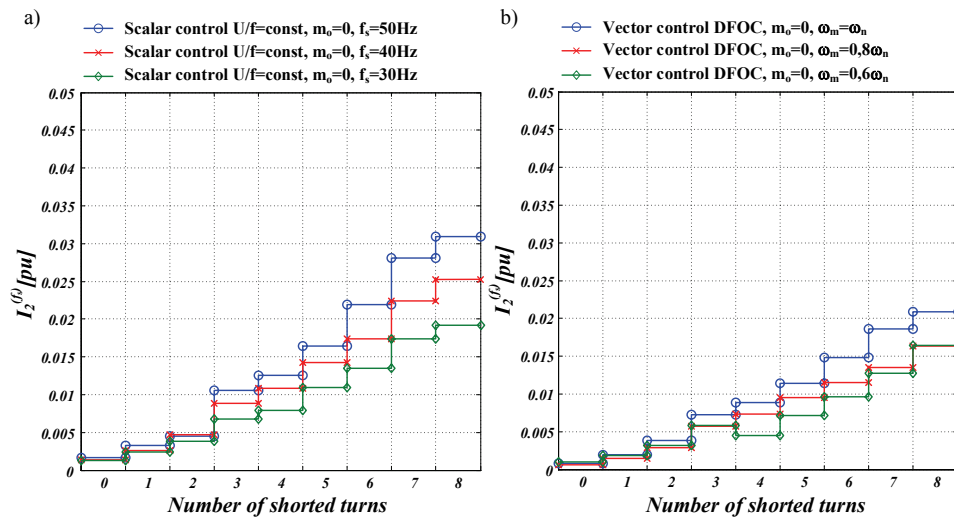 a)
Scalar control U/f=const, mₒ=0, fₛ=50Hz
Scalar control U/f=const, mₒ=0, fₛ=40Hz
Scalar control U/f=const, mₒ=0, fₛ=30Hz
0.05
0.045
0.04
0.035
0.03
0.025
0.02
0.015
0.01
0.005
0
I₂^(fₛ) [pu]
0 1 2 3 4 5 6 7 8
Number of shorted turns
b)
Vector control DFOC, mₒ=0, ωₘ=ωₙ
Vector control DFOC, mₒ=0, ωₘ=0,8ωₙ
Vector control DFOC, mₒ=0, ωₘ=0,6ωₙ
0.05
0.045
0.04
0.035
0.03
0.025
0.02
0.015
0.01
0.005
0
I₂^(fₛ) [pu]
0 1 2 3 4 5 6 7 8
Number of shorted turns